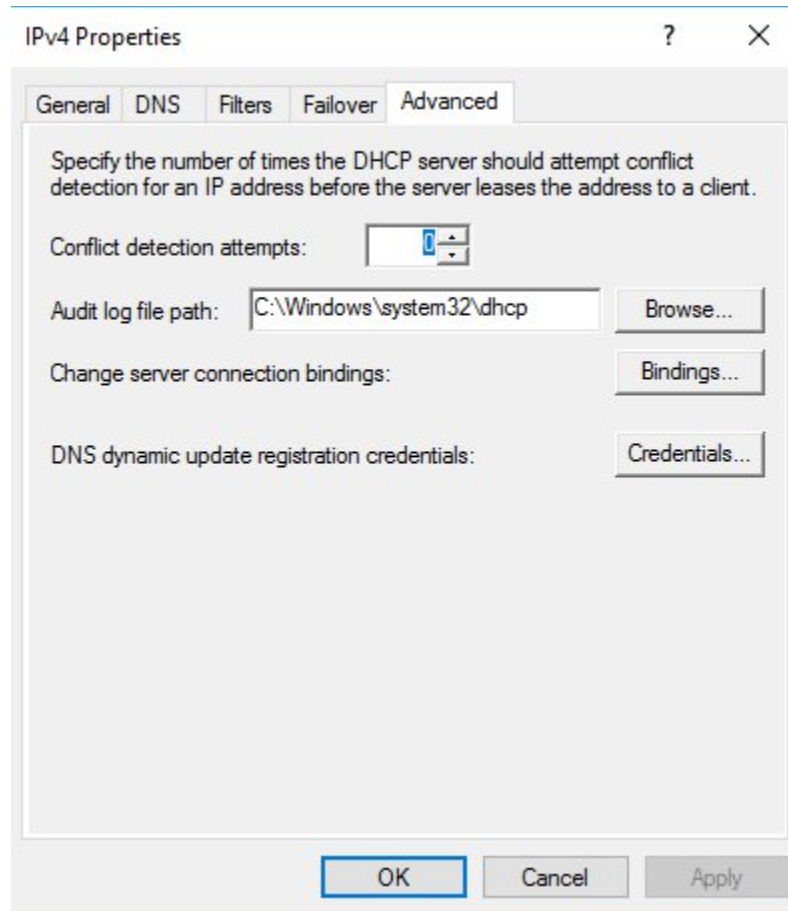 IPv4 Properties ? X
General DNS Filters Failover Advanced
Specify the number of times the DHCP server should attempt conflict
detection for an IP address before the server leases the address to a client.
Conflict detection attempts: 0
Audit log file path: C:\Windows\system32\dhcp Browse...
Change server connection bindings: Bindings...
DNS dynamic update registration credentials: Credentials...
OK Cancel Apply